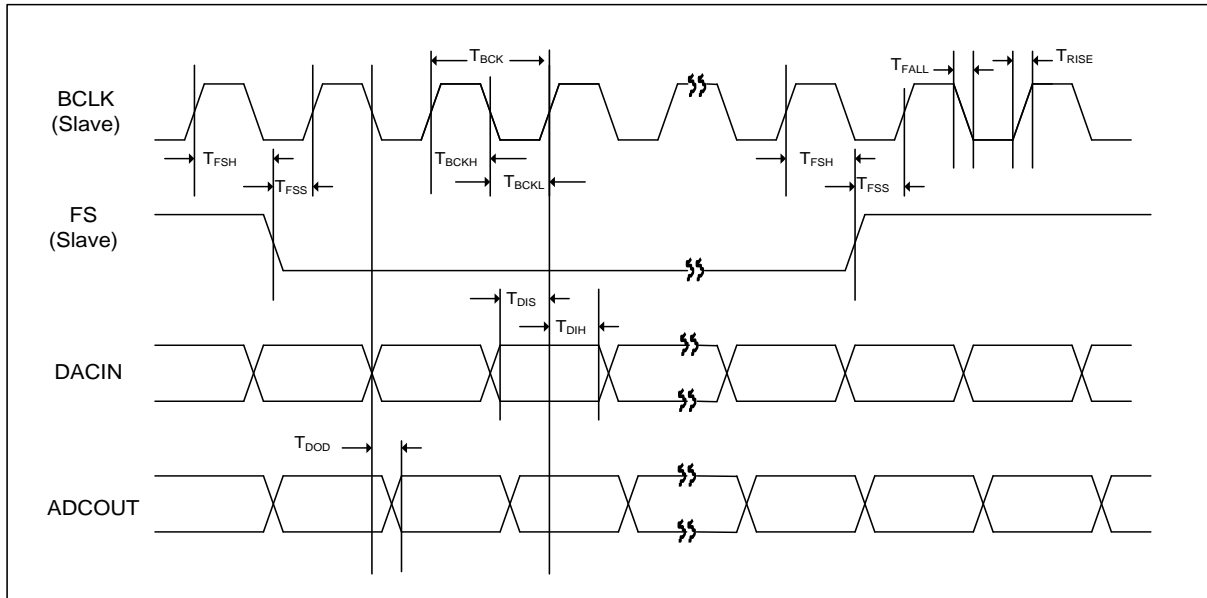 T_BCK
T_FALL
T_RISE
BCLK
(Slave)
T_FSH
T_BCKH
T_FSH
T_FSS
T_BCKL
T_FSS
FS
(Slave)
T_DIS
T_DIH
DACIN
T_DOD
ADCOUT